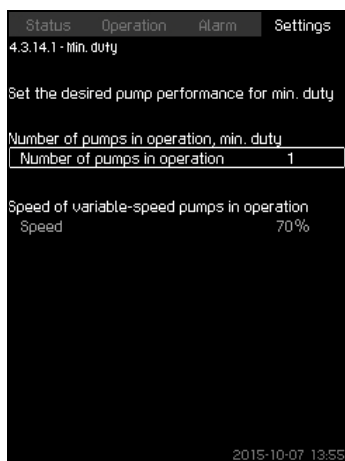 Status Operation Alarm Settings
4.3.14.1 - Min. duty
Set the desired pump performance for min. duty
Number of pumps in operation, min. duty
Number of pumps in operation 1
Speed of variable-speed pumps in operation
Speed 70%
2015-10-07 13:55